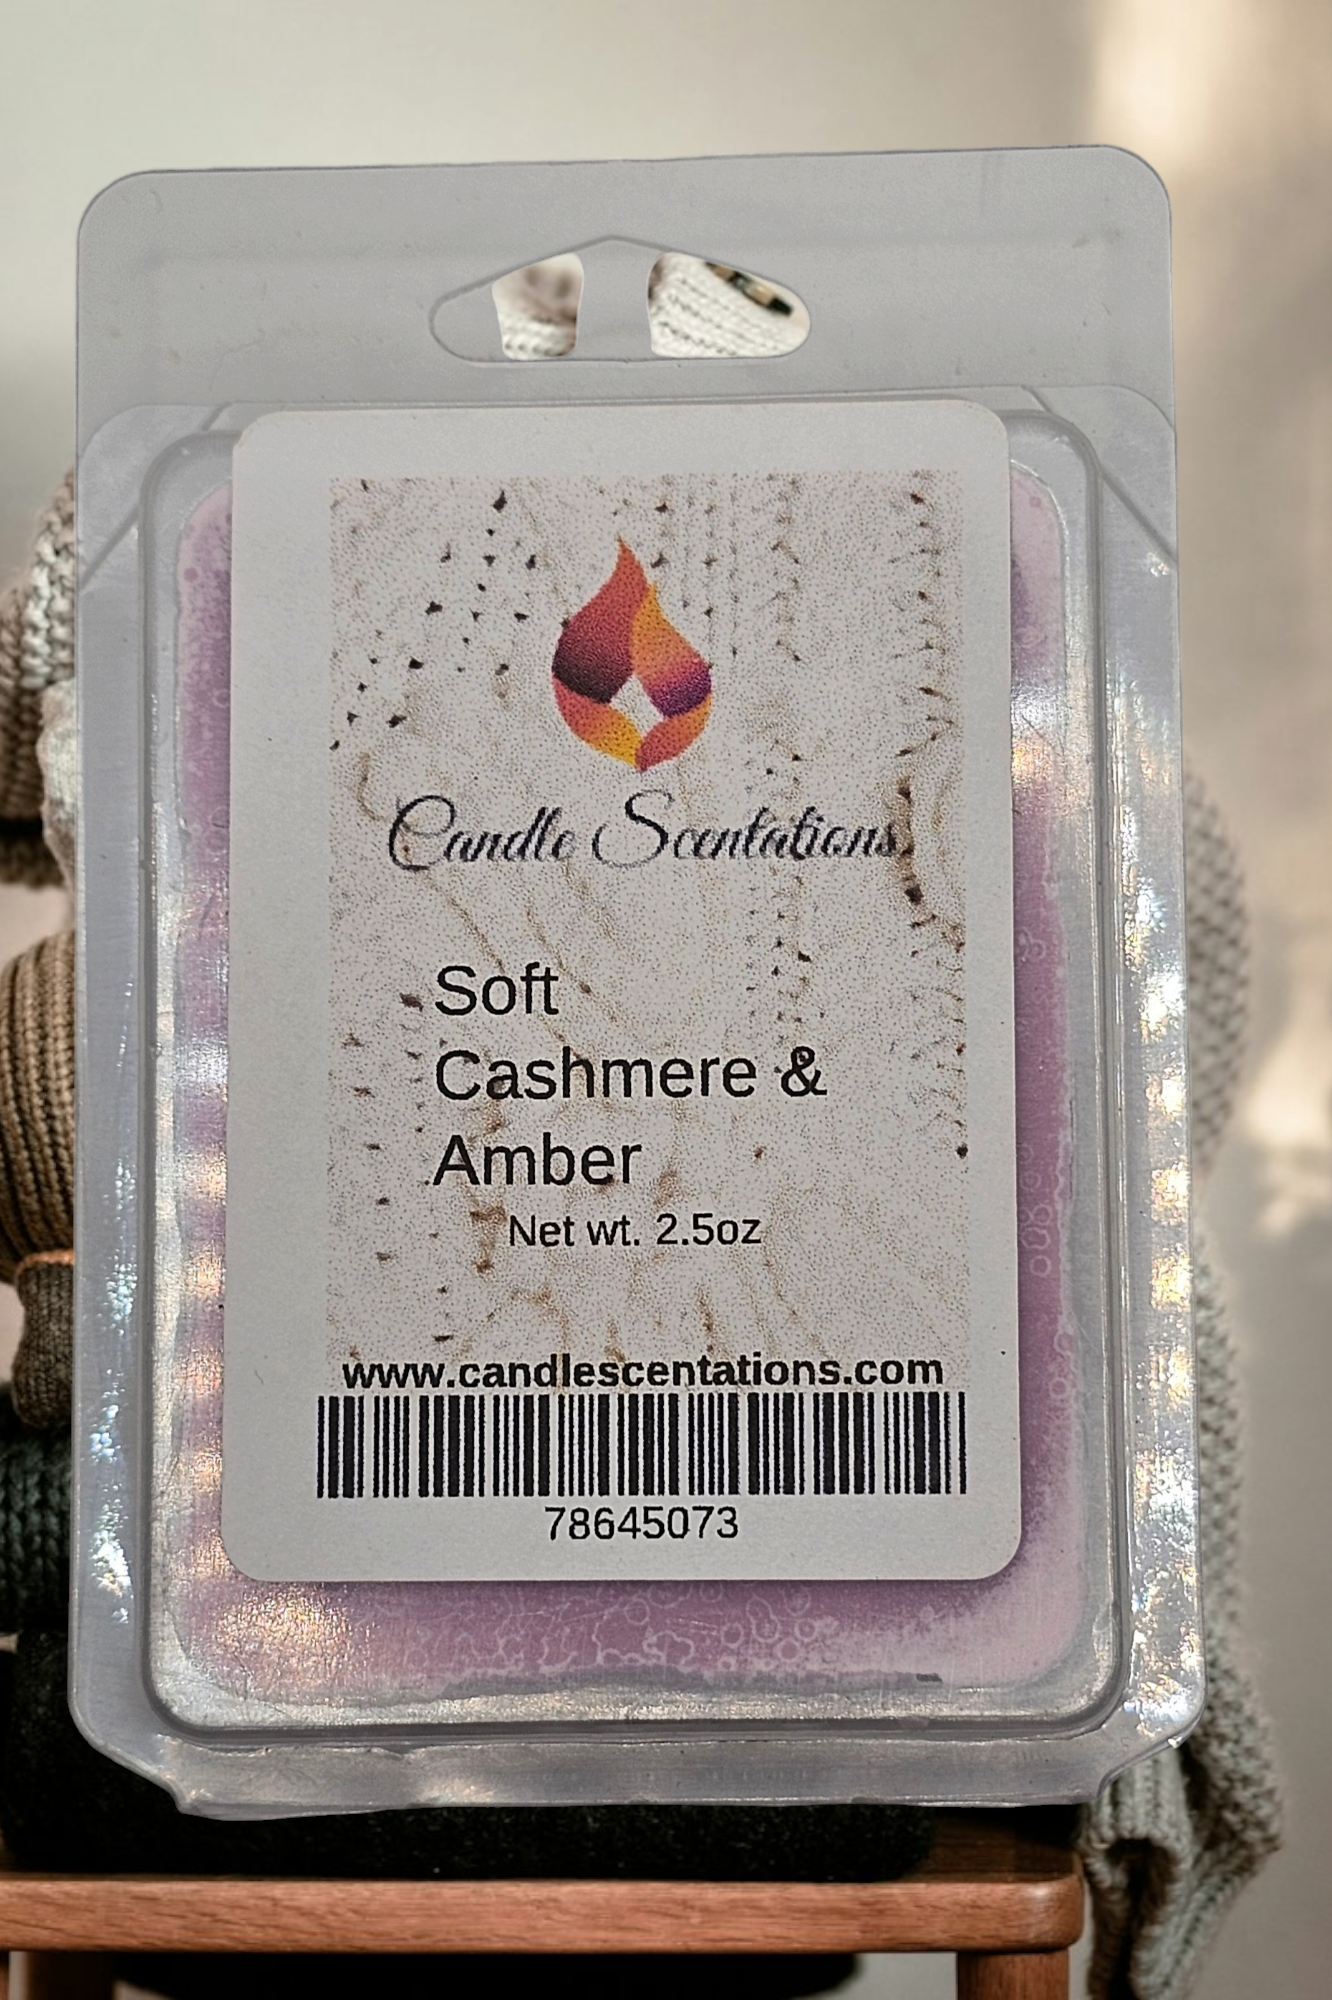 Candle Scentations
Soft
Cashmere &
Amber
Net wt. 2.5oz
www.candlescentations.com
78645073